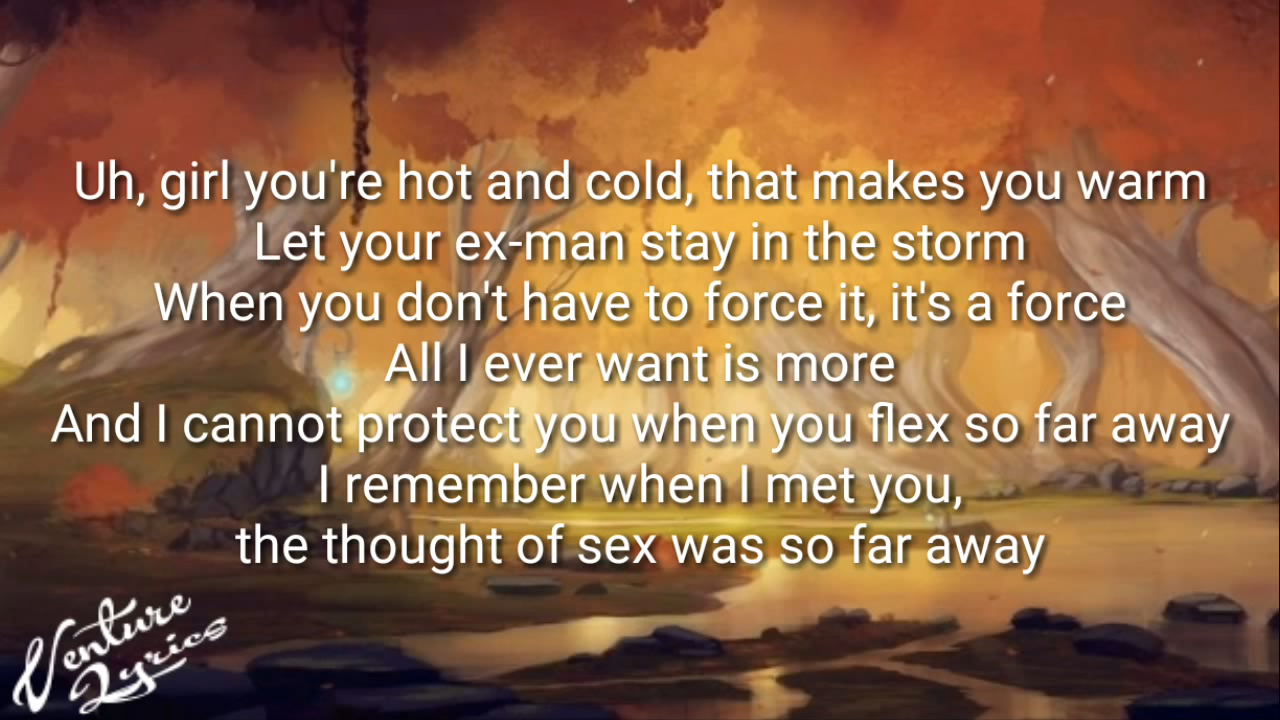 Uh, girl you're hot and cold, that makes you warm
Let your ex-man stay in the storm
When you don't have to force it, it's a force
All I ever want is more
And I cannot protect you when you flex so far away
I remember when I met you,
the thought of sex was so far away
Venture
Lyrics